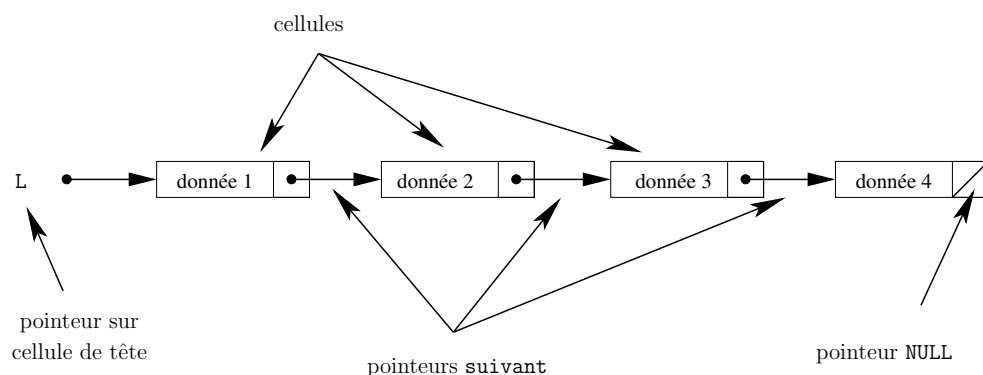 cellules
L
donnée 1
donnée 2
donnée 3
donnée 4
pointeur sur
cellule de tête
pointeurs suivant
pointeur NULL